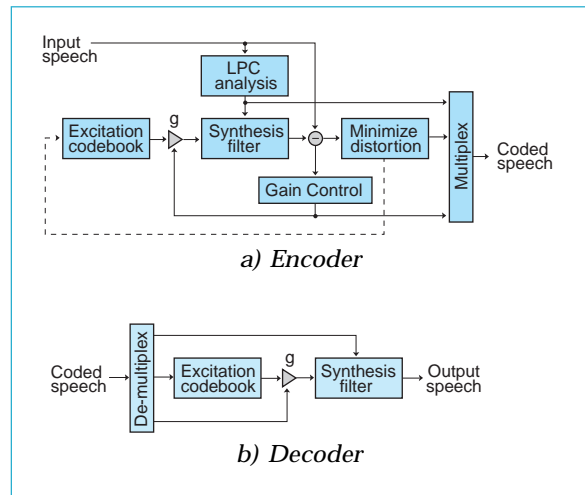 Input
speech
LPC
analysis
g
Excitation
codebook
Synthesis
filter
−
Minimize
distortion
Multiplex
Coded
speech
Gain Control
a) Encoder
Coded
speech
De-multiplex
Excitation
codebook
g
Synthesis
filter
Output
speech
b) Decoder